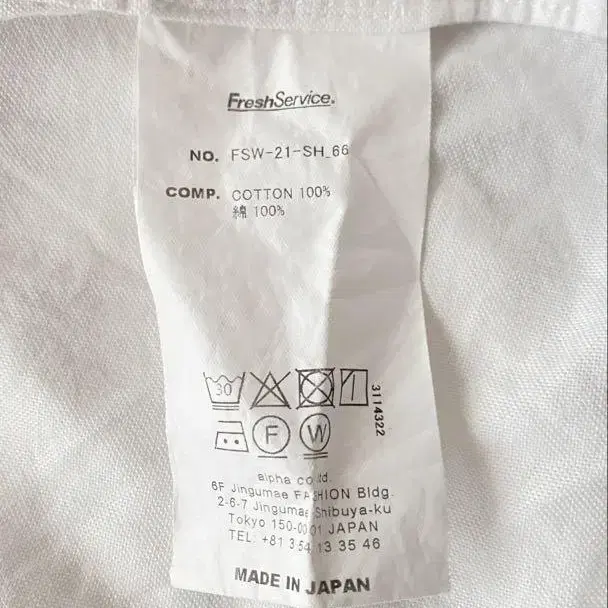 FreshService.
NO. FSW-21-SH_66
COMP. COTTON 100%
綿 100%
30
3114322
F W
alpha co.ltd.
6F Jingumae FASHION Bldg.
2-6-7 Jingumae Shibuya-ku
Tokyo 150-0001 JAPAN
TEL: +81 3 5413 35 46
MADE IN JAPAN